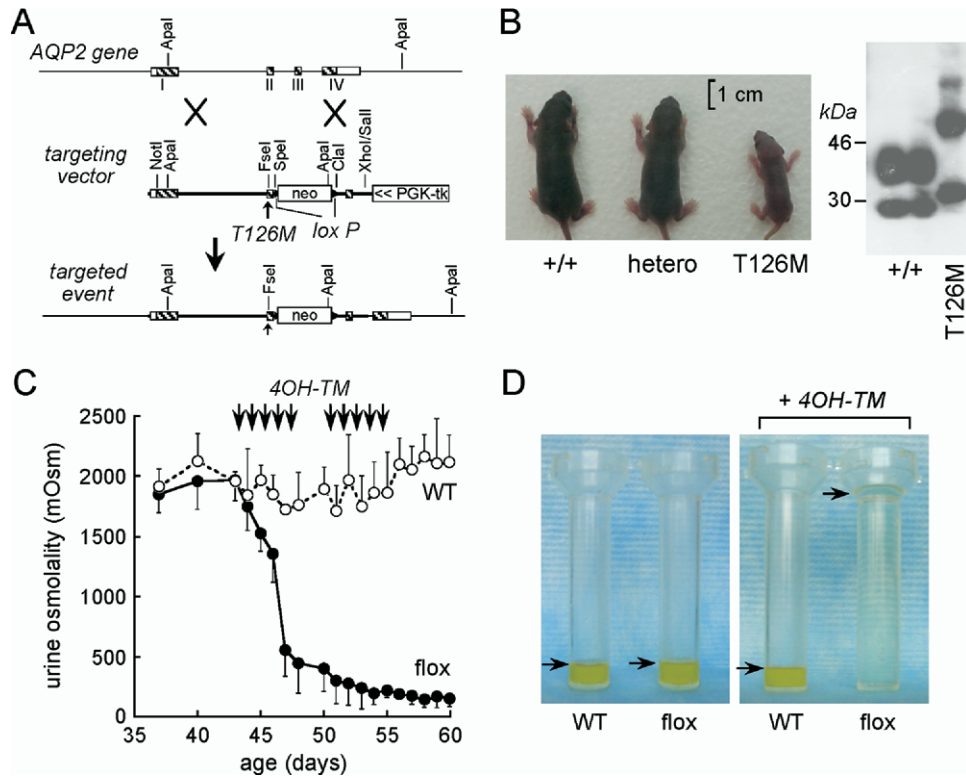 A
AQP2 gene
ApaI
ApaI
I
II
III
IV
targeting
vector
NotI
ApaI
FseI
SpeI
ApaI
ClaI
XhoI/SalI
neo
<< PGK-tk
T126M
lox P
targeted
event
ApaI
FseI
ApaI
ApaI
neo
B
1 cm
+/+
hetero
T126M
kDa
46
30
+/+
T126M
C
4OH-TM
2500
2000
1500
1000
500
0
urine osmolality (mOsm)
WT
flox
35
40
45
50
55
60
age (days)
D
+ 4OH-TM
WT
flox
WT
flox